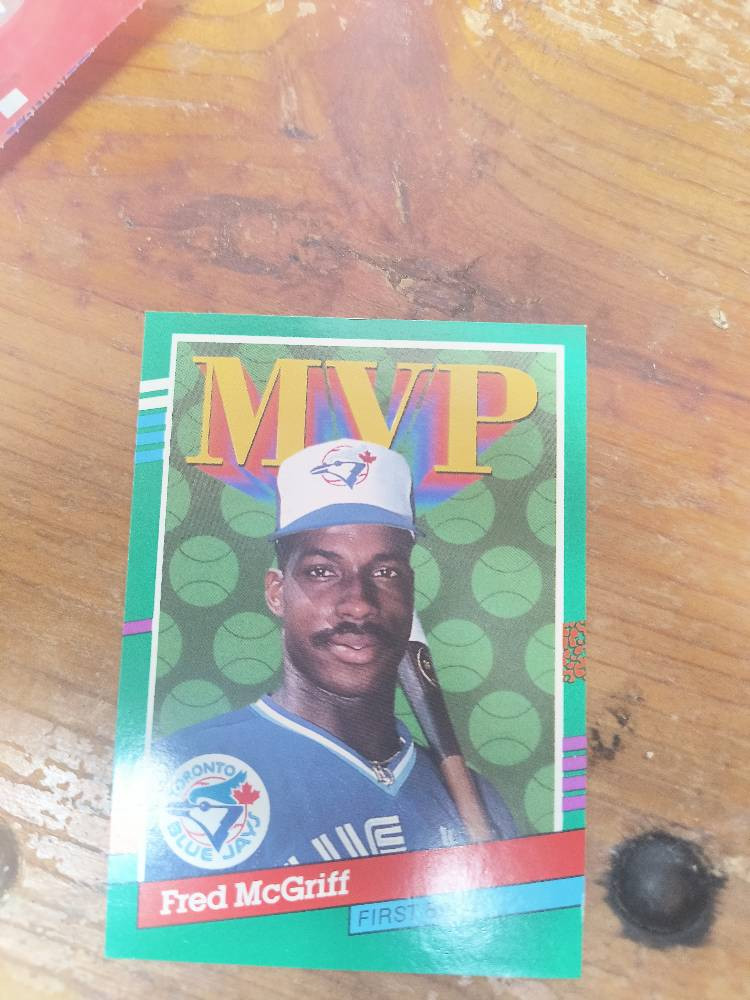 MVP
TORONTO
BLUE JAYS
Fred McGriff
FIRST